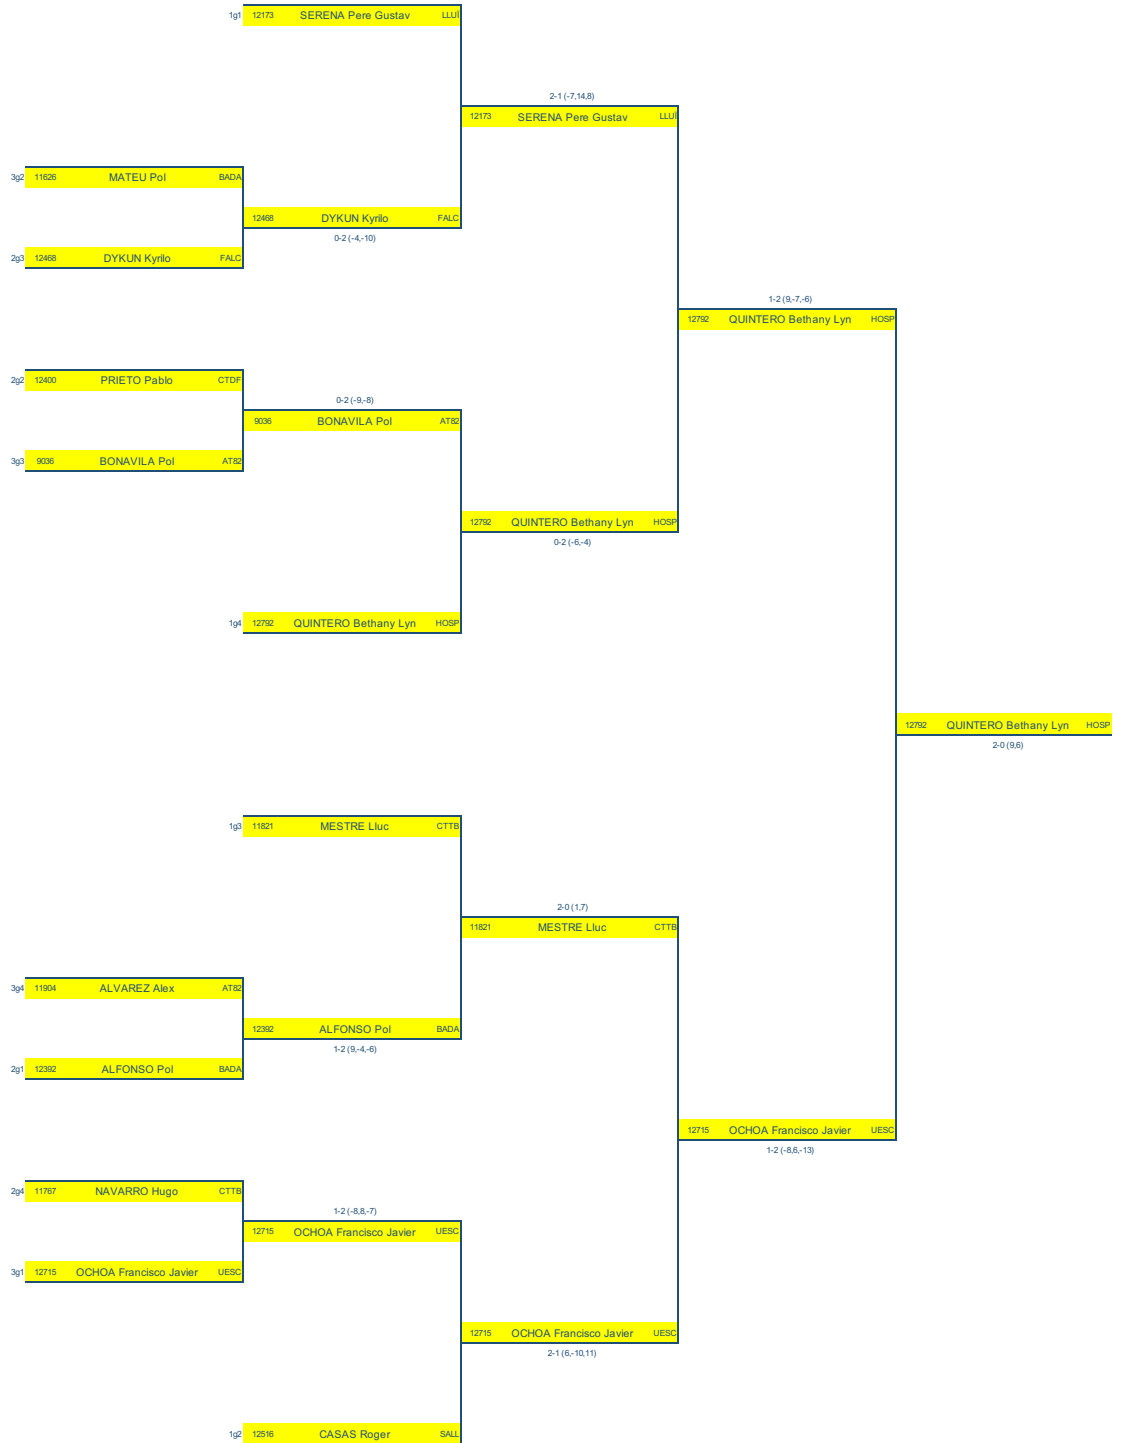 1g1 12173 SERENA Pere Gustav LLUÏ
2-1 (-7,14,8)
12173 SERENA Pere Gustav LLUÏ
3g2 11626 MATEU Pol BADA
12468 DYKUN Kyrilo FALC
0-2 (-4,-10)
2g3 12468 DYKUN Kyrilo FALC
1-2 (9,-7,-6)
12792 QUINTERO Bethany Lyn HOSP
2g2 12400 PRIETO Pablo CTDF
0-2 (-9,-8)
9036 BONAVILA Pol AT82
3g3 9036 BONAVILA Pol AT82
12792 QUINTERO Bethany Lyn HOSP
0-2 (-6,-4)
1g4 12792 QUINTERO Bethany Lyn HOSP
12792 QUINTERO Bethany Lyn HOSP
2-0 (9,6)
1g3 11821 MESTRE Lluc CTTB
2-0 (1,7)
11821 MESTRE Lluc CTTB
3g4 11904 ALVAREZ Alex AT82
12392 ALFONSO Pol BADA
1-2 (9,-4,-6)
2g1 12392 ALFONSO Pol BADA
12715 OCHOA Francisco Javier UESC
1-2 (-8,6,-13)
2g4 11767 NAVARRO Hugo CTTB
1-2 (-8,8,-7)
12715 OCHOA Francisco Javier UESC
3g1 12715 OCHOA Francisco Javier UESC
12715 OCHOA Francisco Javier UESC
2-1 (6,-10,11)
1g2 12516 CASAS Roger SALL